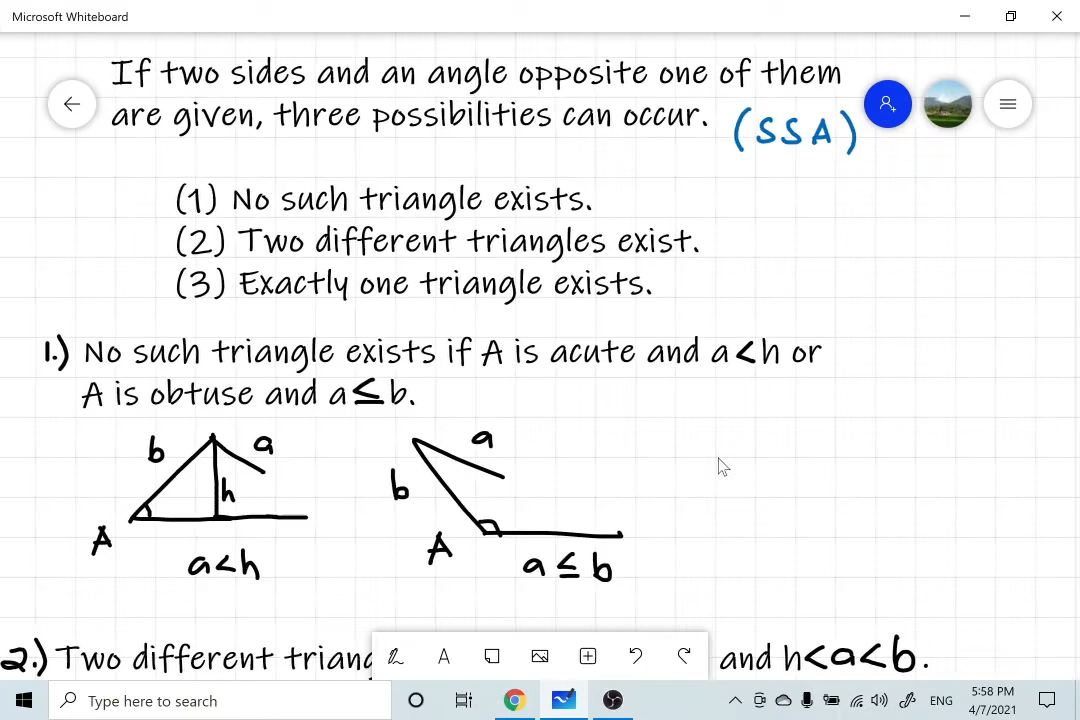 Microsoft Whiteboard
If two sides and an angle opposite one of them
are given, three possibilities can occur. (SSA)
(1) No such triangle exists.
(2) Two different triangles exist.
(3) Exactly one triangle exists.
1.) No such triangle exists if A is acute and a<h or
A is obtuse and a≤b.
b a a
h b
A A
a<h a≤b
2.) Two different triang and h<a<b.
A
Type here to search
ENG
5:58 PM
4/7/2021